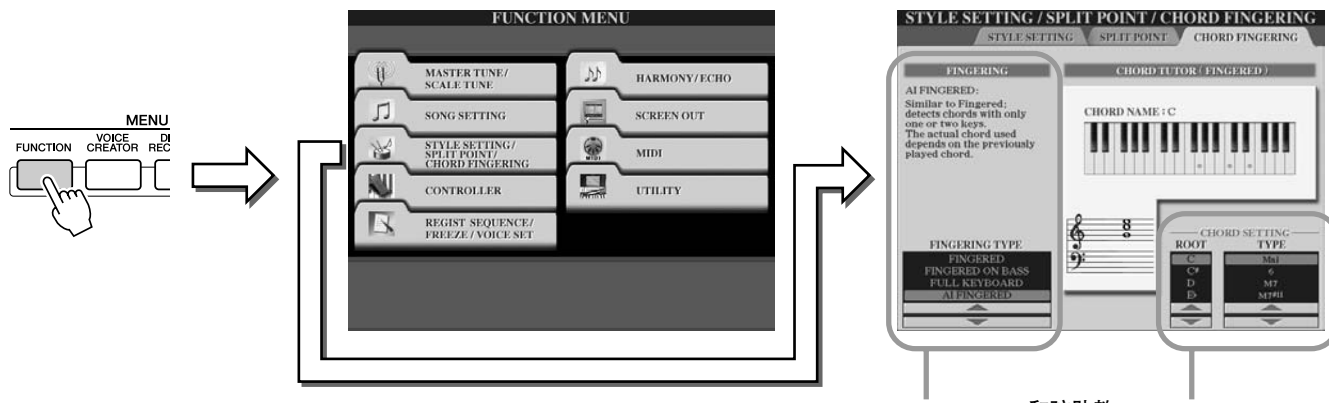 MENU
FUNCTION
VOICE
CREATOR
DI
REC
FUNCTION MENU
MASTER TUNE /
SCALE TUNE
SONG SETTING
STYLE SETTING /
SPLIT POINT /
CHORD FINGERING
CONTROLLER
REGIST SEQUENCE /
FREEZE / VOICE SET
HARMONY / ECHO
SCREEN OUT
MIDI
MIDI
UTILITY
STYLE SETTING / SPLIT POINT / CHORD FINGERING
STYLE SETTING SPLIT POINT CHORD FINGERING
FINGERING
AI FINGERED:
Similar to Fingered;
detects chords with only
one or two keys.
The actual chord used
depends on the previously
played chord.
FINGERING TYPE
FINGERED
FINGERED ON BASS
FULL KEYBOARD
AI FINGERED
CHORD TUTOR ( FINGERED )
CHORD NAME : C
CHORD SETTING
ROOT TYPE
C Maj
C# 6
D M7
E♭ M7#11